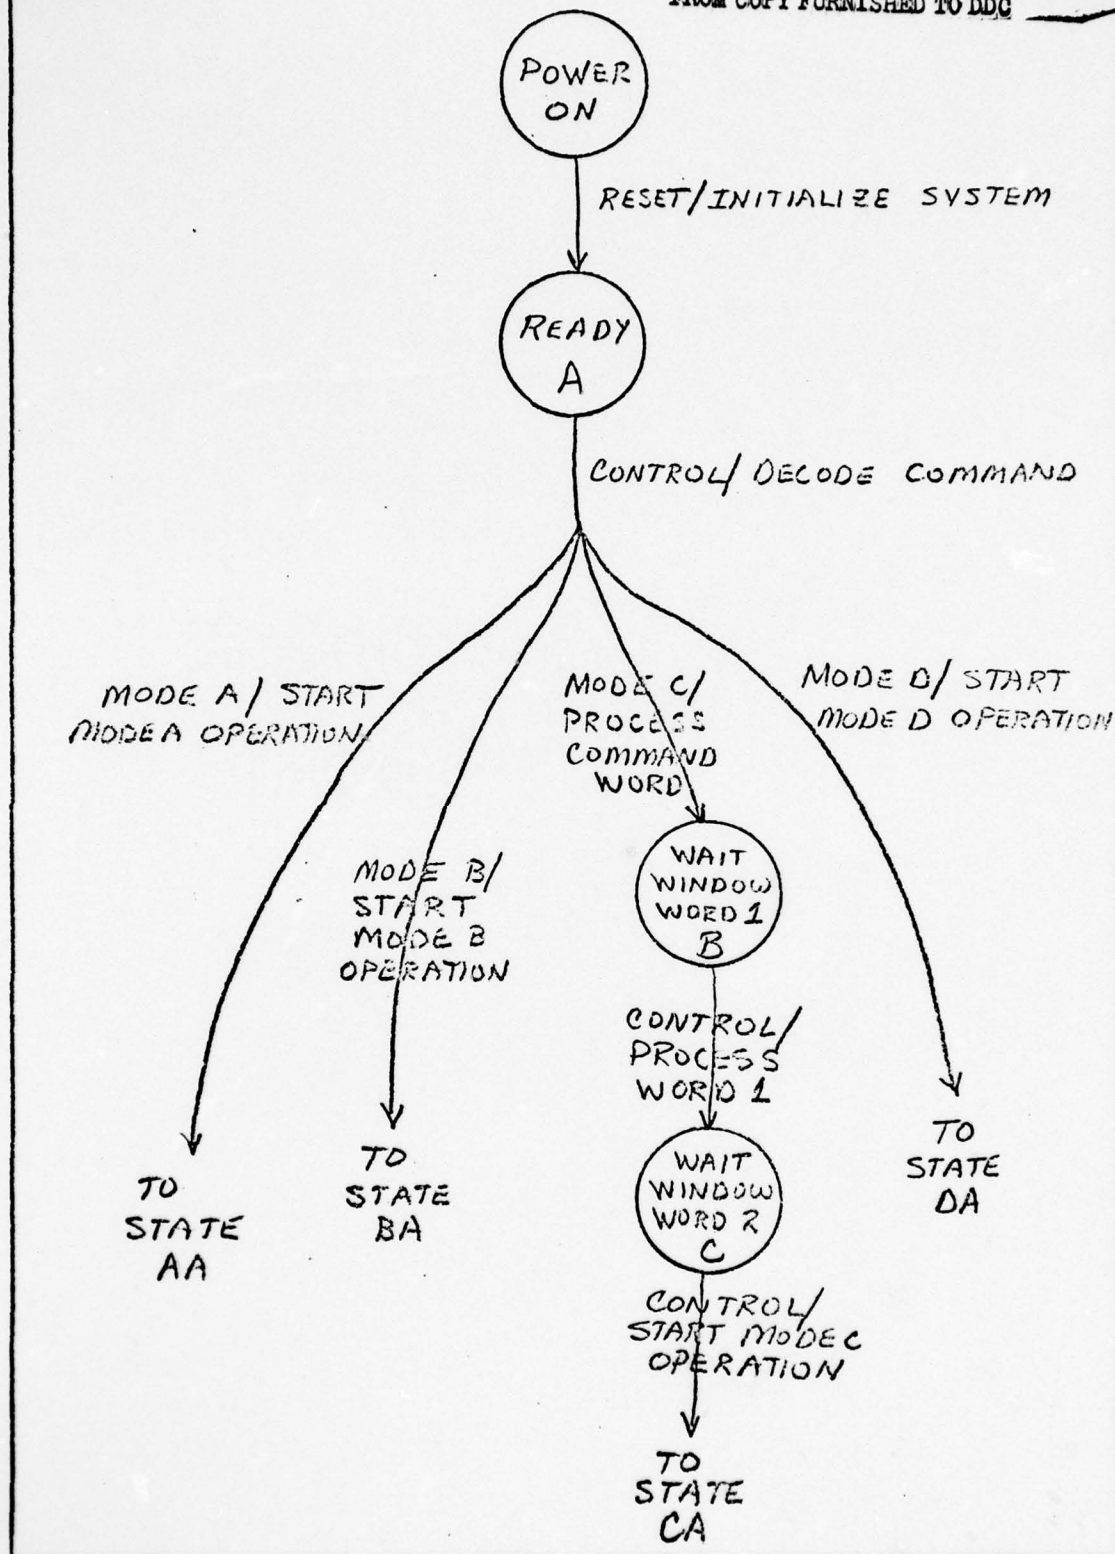 FROM COPY FURNISHED TO DDC
POWER
ON
RESET/INITIALIZE SYSTEM
READY
A
CONTROL/ DECODE COMMAND
MODE A/ START
MODE A OPERATION
MODE B/
START
MODE B
OPERATION
MODE C/
PROCESS
COMMAND
WORD
MODE D/ START
MODE D OPERATION
WAIT
WINDOW
WORD 1
B
CONTROL/
PROCESS
WORD 1
WAIT
WINDOW
WORD 2
C
CONTROL/
START MODE C
OPERATION
TO
STATE
AA
TO
STATE
BA
TO
STATE
CA
TO
STATE
DA